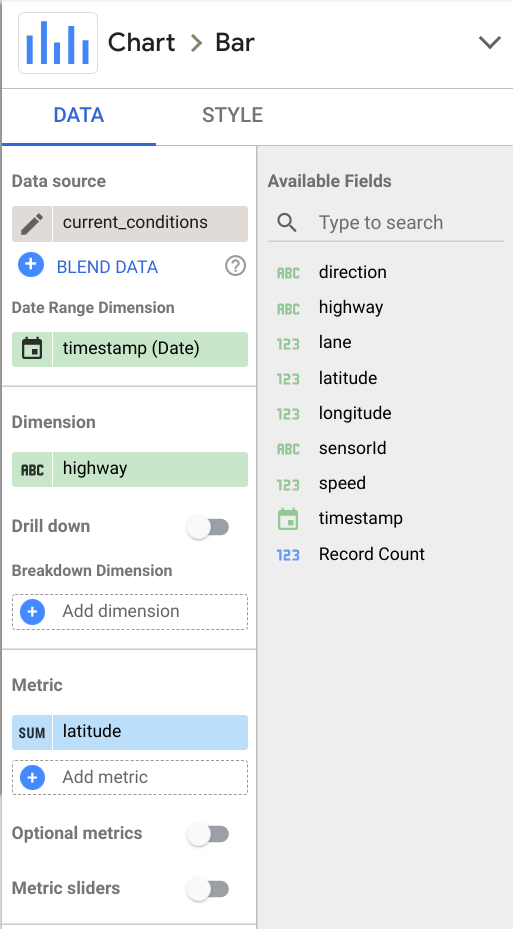 Chart > Bar
DATA
STYLE
Data source
current_conditions
BLEND DATA ?
Date Range Dimension
timestamp (Date)
Dimension
ABC highway
Drill down
Breakdown Dimension
Add dimension
Metric
SUM latitude
Add metric
Optional metrics
Metric sliders
Available Fields
Type to search
ABC direction
ABC highway
123 lane
123 latitude
123 longitude
ABC sensorId
123 speed
timestamp
123 Record Count